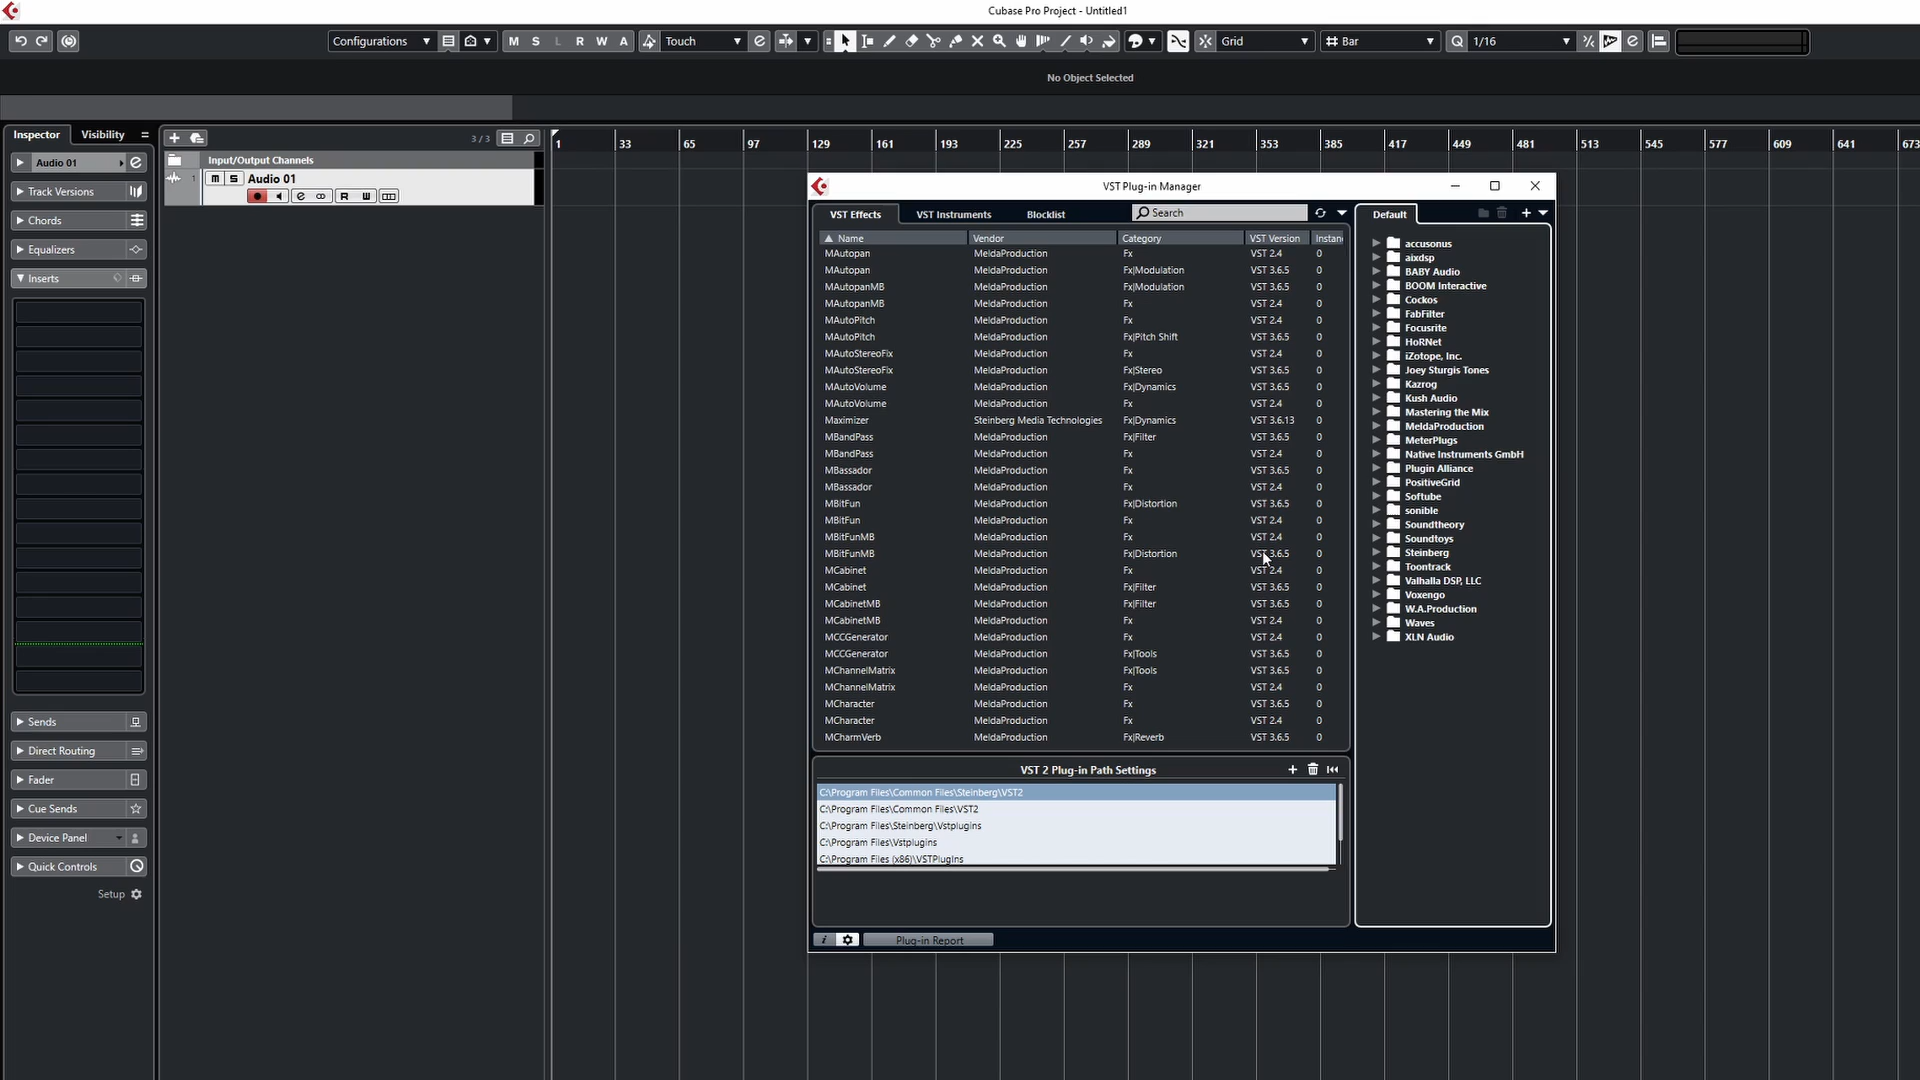 Cubase Pro Project - Untitled1
Configurations M S L R W A Touch Grid Bar Q 1/16
No Object Selected
Inspector Visibility 3 / 3
1 33 65 97 129 161 193 225 257 289 321 353 385 417 449 481 513 545 577 609 641 673
Audio 01
Track Versions
Chords
Equalizers
Inserts
Sends
Direct Routing
Fader
Cue Sends
Device Panel
Quick Controls
Setup
Input/Output Channels
1 m S Audio 01
R
VST Plug-in Manager
VST Effects VST Instruments Blocklist Search
Name Vendor Category VST Version Instan
MAutopan MeldaProduction Fx VST 2.4 0
MAutopan MeldaProduction Fx|Modulation VST 3.6.5 0
MAutopanMB MeldaProduction Fx|Modulation VST 3.6.5 0
MAutopanMB MeldaProduction Fx VST 2.4 0
MAutoPitch MeldaProduction Fx VST 2.4 0
MAutoPitch MeldaProduction Fx|Pitch Shift VST 3.6.5 0
MAutoStereoFix MeldaProduction Fx VST 2.4 0
MAutoStereoFix MeldaProduction Fx|Stereo VST 3.6.5 0
MAutoVolume MeldaProduction Fx|Dynamics VST 3.6.5 0
MAutoVolume MeldaProduction Fx VST 2.4 0
Maximizer Steinberg Media Technologies Fx|Dynamics VST 3.6.13 0
MBandPass MeldaProduction Fx|Filter VST 3.6.5 0
MBandPass MeldaProduction Fx VST 2.4 0
MBassador MeldaProduction Fx VST 3.6.5 0
MBassador MeldaProduction Fx VST 2.4 0
MBitFun MeldaProduction Fx|Distortion VST 3.6.5 0
MBitFun MeldaProduction Fx VST 2.4 0
MBitFunMB MeldaProduction Fx VST 2.4 0
MBitFunMB MeldaProduction Fx|Distortion VST 3.6.5 0
MCabinet MeldaProduction Fx VST 2.4 0
MCabinet MeldaProduction Fx|Filter VST 3.6.5 0
MCabinetMB MeldaProduction Fx|Filter VST 3.6.5 0
MCabinetMB MeldaProduction Fx VST 2.4 0
MCCGenerator MeldaProduction Fx VST 2.4 0
MCCGenerator MeldaProduction Fx|Tools VST 3.6.5 0
MChannelMatrix MeldaProduction Fx|Tools VST 3.6.5 0
MChannelMatrix MeldaProduction Fx VST 2.4 0
MCharacter MeldaProduction Fx VST 3.6.5 0
MCharacter MeldaProduction Fx VST 2.4 0
MCharmVerb MeldaProduction Fx|Reverb VST 3.6.5 0
VST 2 Plug-in Path Settings
C:\Program Files\Common Files\Steinberg\VST2
C:\Program Files\Common Files\VST2
C:\Program Files\Steinberg\Vstplugins
C:\Program Files\Vstplugins
C:\Program Files (x86)\VSTPlugIns
i Plug-in Report
Default
accusonus
aixdsp
BABY Audio
BOOM Interactive
Cockos
FabFilter
Focusrite
HoRNet
iZotope, Inc.
Joey Sturgis Tones
Kazrog
Kush Audio
Mastering the Mix
MeldaProduction
MeterPlugs
Native Instruments GmbH
Plugin Alliance
PositiveGrid
Softube
sonible
Soundtheory
Soundtoys
Steinberg
Toontrack
Valhalla DSP, LLC
Voxengo
W.A.Production
Waves
XLN Audio